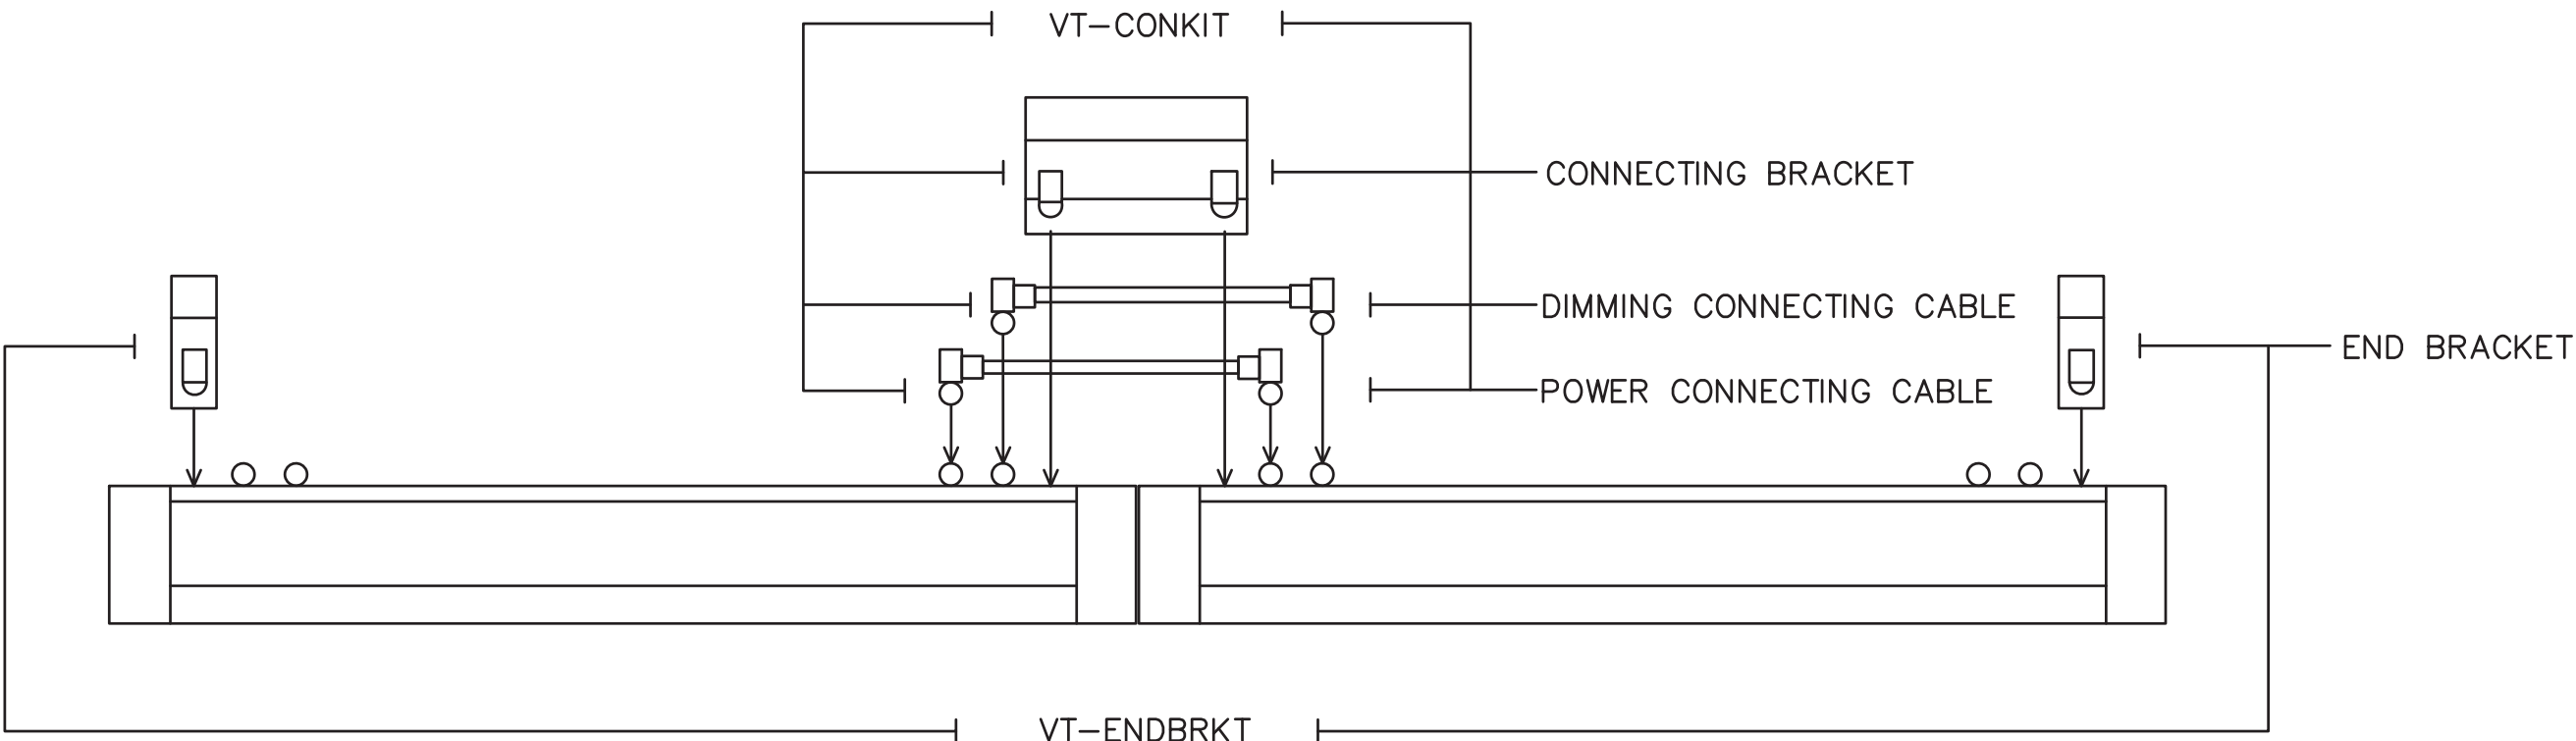 VT-CONKIT
CONNECTING BRACKET
DIMMING CONNECTING CABLE
END BRACKET
POWER CONNECTING CABLE
VT-ENDBRKT